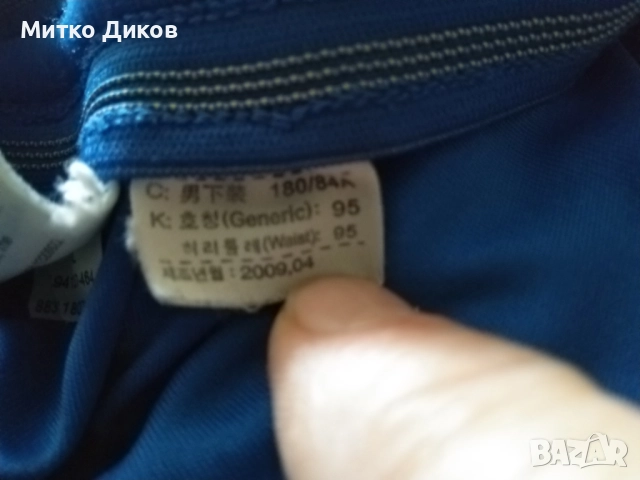 Митко Диков
C: 男下装 180/84K
K: 호칭(Generic): 95
허리둘레(Waist): 95
제조년월: 2009.04
BAZAR